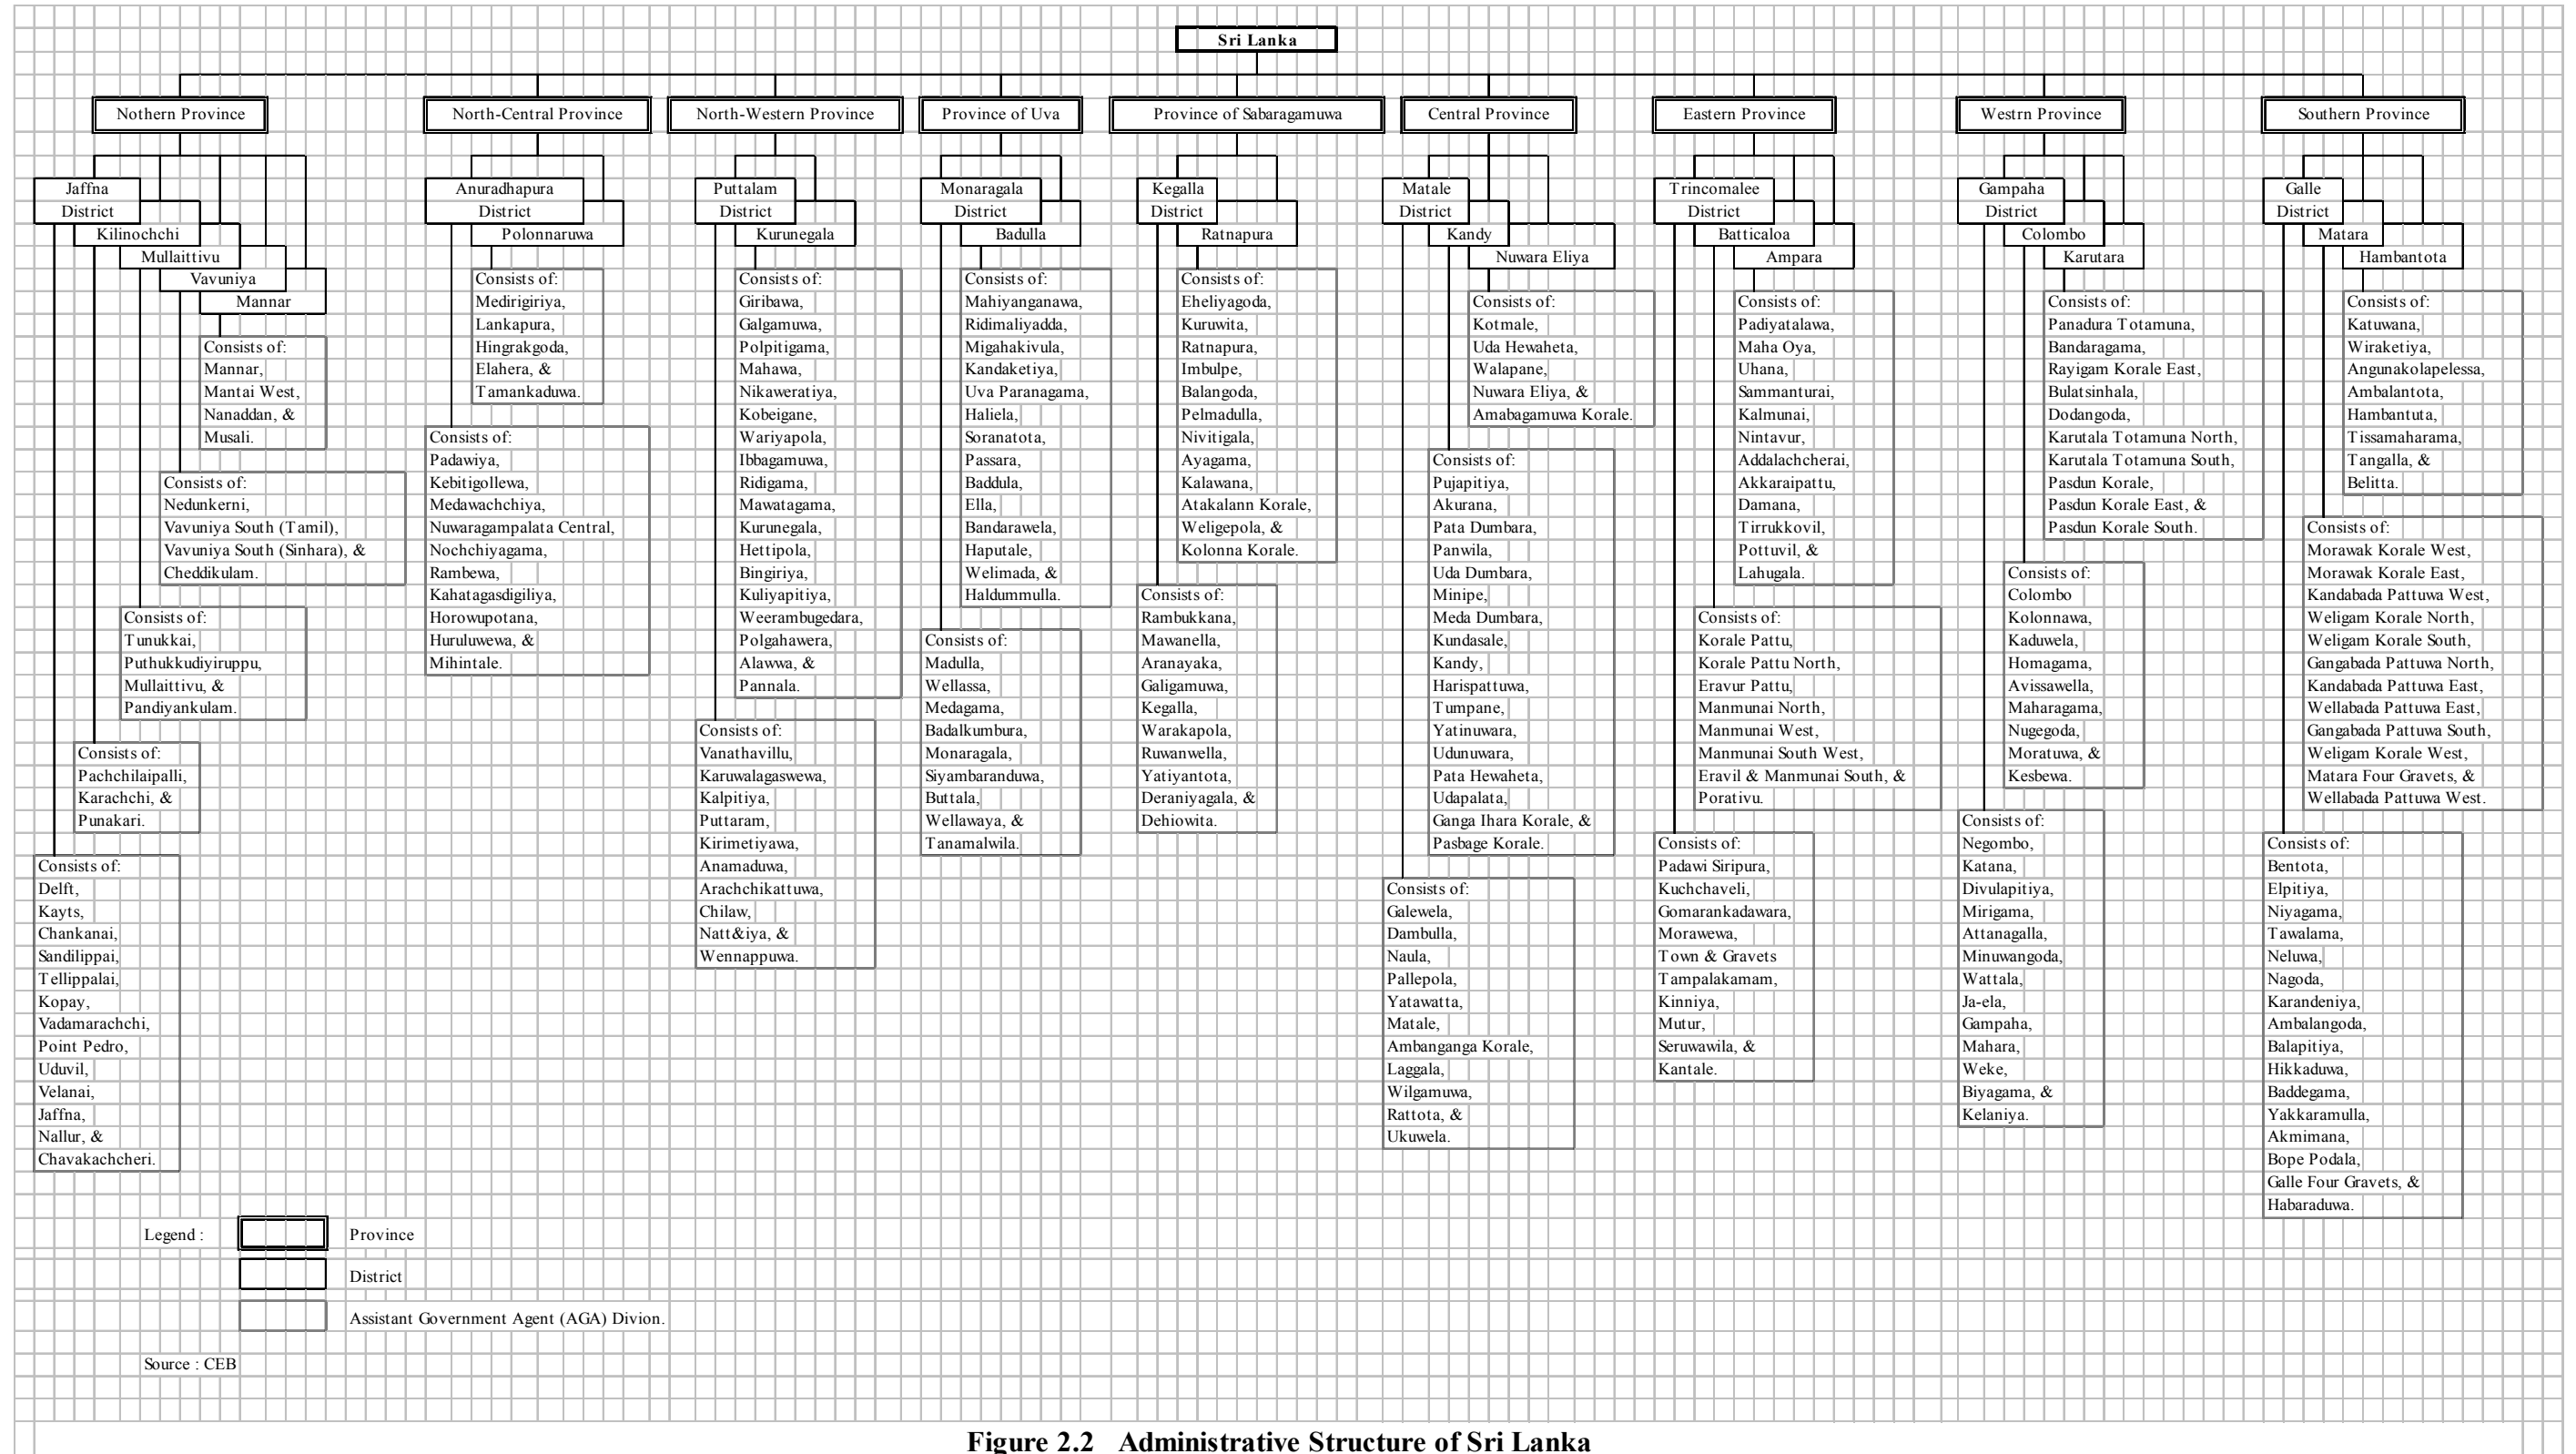 Sri Lanka
Nothern Province
North-Central Province
North-Western Province
Province of Uva
Province of Sabaragamuwa
Central Province
Eastern Province
Westrn Province
Southern Province
Jaffna
District
Kilinochchi
Mullaittivu
Vavuniya
Mannar
Consists of:
Mannar,
Mantai West,
Nanaddan, &
Musali.
Consists of:
Nedunkerni,
Vavuniya South (Tamil),
Vavuniya South (Sinhara), &
Cheddikulam.
Consists of:
Tunukkai,
Puthukkudiyiruppu,
Mullaittivu, &
Pandiyankulam.
Consists of:
Pachchilaipalli,
Karachchi, &
Punakari.
Consists of:
Delft,
Kayts,
Chankanai,
Sandilippai,
Tellippalai,
Kopay,
Vadamarachchi,
Point Pedro,
Uduvil,
Velanai,
Jaffna,
Nallur, &
Chavakachcheri.
Anuradhapura
District
Polonnaruwa
Consists of:
Medirigiriya,
Lankapura,
Hingrakgoda,
Elahera, &
Tamankaduwa.
Consists of:
Padawiya,
Kebitigollewa,
Medawachchiya,
Nuwaragampalata Central,
Nochchiyagama,
Rambewa,
Kahatagasdigiliya,
Horowupotana,
Huruluwewa, &
Mihintale.
Puttalam
District
Kurunegala
Consists of:
Giribawa,
Galgamuwa,
Polpitigama,
Mahawa,
Nikaweratiya,
Kobeigane,
Wariyapola,
Ibbagamuwa,
Ridigama,
Mawatagama,
Kurunegala,
Hettipola,
Bingiriya,
Kuliyapitiya,
Weerambugedara,
Polgahawera,
Alawwa, &
Pannala.
Consists of:
Vanathavillu,
Karuwalagaswewa,
Kalpitiya,
Puttaram,
Kirimetiyawa,
Anamaduwa,
Arachchikattuwa,
Chilaw,
Natt&iya, &
Wennappuwa.
Monaragala
District
Badulla
Consists of:
Mahiyanganawa,
Ridimaliyadda,
Migahakivula,
Kandaketiya,
Uva Paranagama,
Haliela,
Soranatota,
Passara,
Baddula,
Ella,
Bandarawela,
Haputale,
Welimada, &
Haldummulla.
Consists of:
Madulla,
Wellassa,
Medagama,
Badalkumbura,
Monaragala,
Siyambaranduwa,
Buttala,
Wellawaya, &
Tanamalwila.
Kegalla
District
Ratnapura
Consists of:
Eheliyagoda,
Kuruwita,
Ratnapura,
Imbulpe,
Balangoda,
Pelmadulla,
Nivitigala,
Ayagama,
Kalawana,
Atakalann Korale,
Weligepola, &
Kolonna Korale.
Consists of:
Rambukkana,
Mawanella,
Aranayaka,
Galigamuwa,
Kegalla,
Warakapola,
Ruwanwella,
Yatiyantota,
Deraniyagala, &
Dehiowita.
Matale
District
Kandy
Nuwara Eliya
Consists of:
Kotmale,
Uda Hewaheta,
Walapane,
Nuwara Eliya, &
Amabagamuwa Korale.
Consists of:
Pujapitiya,
Akurana,
Pata Dumbara,
Panwila,
Uda Dumbara,
Minipe,
Meda Dumbara,
Kundasale,
Kandy,
Harispattuwa,
Tumpane,
Yatinuwara,
Udunuwara,
Pata Hewaheta,
Udapalata,
Ganga Ihara Korale, &
Pasbage Korale.
Consists of:
Galewela,
Dambulla,
Naula,
Pallepola,
Yatawatta,
Matale,
Ambanganga Korale,
Laggala,
Wilgamuwa,
Rattota, &
Ukuwela.
Trincomalee
District
Batticaloa
Ampara
Consists of:
Padiyatalawa,
Maha Oya,
Uhana,
Sammanturai,
Kalmunai,
Nintavur,
Addalachcherai,
Akkaraipattu,
Damana,
Tirrukkovil,
Pottuvil, &
Lahugala.
Consists of:
Korale Pattu,
Korale Pattu North,
Eravur Pattu,
Manmunai North,
Manmunai West,
Manmunai South West,
Eravil & Manmunai South, &
Porativu.
Consists of:
Padawi Siripura,
Kuchchaveli,
Gomarankadawara,
Morawewa,
Town & Gravets
Tampalakamam,
Kinniya,
Mutur,
Seruwawila, &
Kantale.
Gampaha
District
Colombo
Karutara
Consists of:
Panadura Totamuna,
Bandaragama,
Rayigam Korale East,
Bulatsinhala,
Dodangoda,
Karutala Totamuna North,
Karutala Totamuna South,
Pasdun Korale,
Pasdun Korale East, &
Pasdun Korale South.
Consists of:
Colombo
Kolonnawa,
Kaduwela,
Homagama,
Avissawella,
Maharagama,
Nugegoda,
Moratuwa, &
Kesbewa.
Consists of:
Negombo,
Katana,
Divulapitiya,
Mirigama,
Attanagalla,
Minuwangoda,
Wattala,
Ja-ela,
Gampaha,
Mahara,
Weke,
Biyagama, &
Kelaniya.
Galle
District
Matara
Hambantota
Consists of:
Katuwana,
Wiraketiya,
Angunakolapelessa,
Ambalantota,
Hambantuta,
Tissamaharama,
Tangalla, &
Belitta.
Consists of:
Morawak Korale West,
Morawak Korale East,
Kandabada Pattuwa West,
Weligam Korale North,
Weligam Korale South,
Gangabada Pattuwa North,
Kandabada Pattuwa East,
Wellabada Pattuwa East,
Gangabada Pattuwa South,
Weligam Korale West,
Matara Four Gravets, &
Wellabada Pattuwa West.
Consists of:
Bentota,
Elpitiya,
Niyagama,
Tawalama,
Neluwa,
Nagoda,
Karandeniya,
Ambalangoda,
Balapitiya,
Hikkaduwa,
Baddegama,
Yakkaramulla,
Akmimana,
Bope Podala,
Galle Four Gravets, &
Habaraduwa.
Legend :
Province
District
Assistant Government Agent (AGA) Divion.
Source : CEB
Figure 2.2 Administrative Structure of Sri Lanka